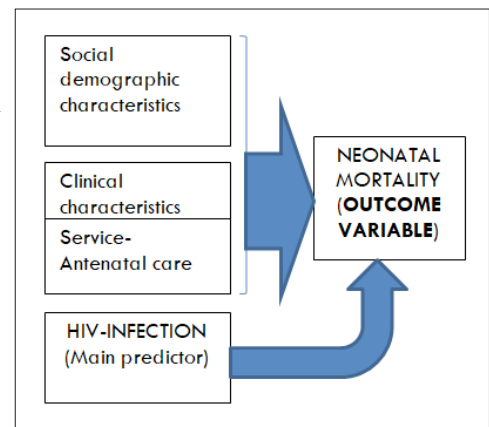 Social
demographic
characteristics
Clinical
characteristics
Service-
Antenatal care
HIV-INFECTION
(Main predictor)
NEONATAL
MORTALITY
(OUTCOME
VARIABLE)